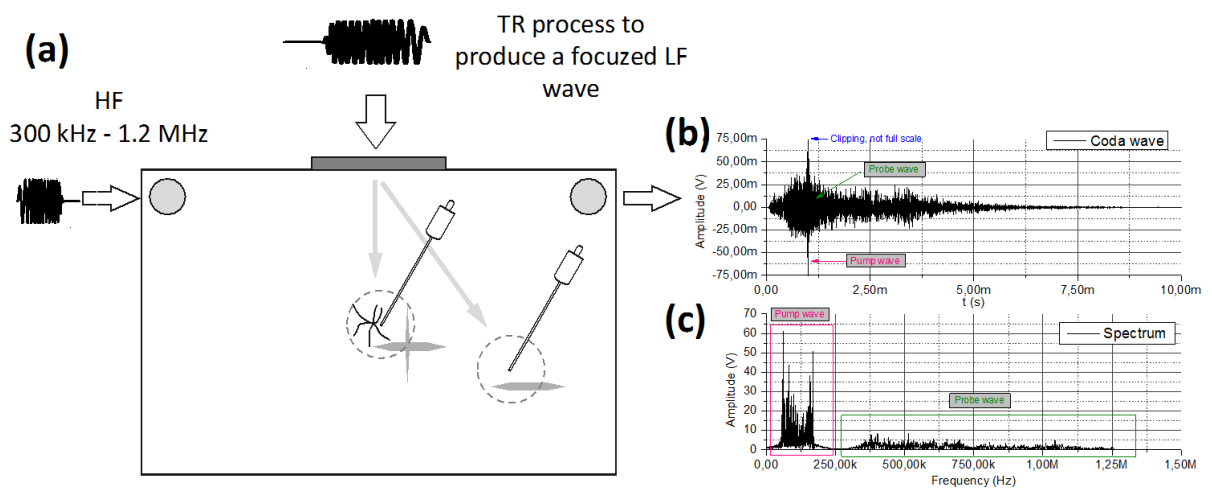 (a)
TR process to
produce a focuzed LF
wave
HF
300 kHz - 1.2 MHz
(b)
75,00m
50,00m
25,00m
0,00
-25,00m
-50,00m
-75,00m
Amplitude (V)
Clipping, not full scale
Coda wave
Probe wave
Pump wave
0,00
2,50m
5,00m
7,50m
10,00m
t (s)
(c)
70
60
50
40
30
20
10
0
Amplitude (V)
Pump wave
Spectrum
Probe wave
0,00
250,00k
500,00k
750,00k
1,00M
1,25M
1,50M
Frequency (Hz)